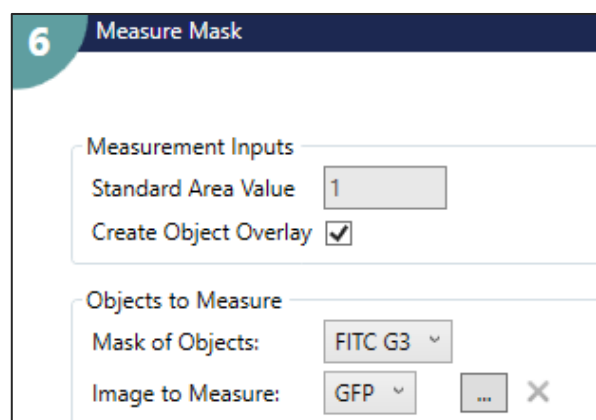 6
Measure Mask
Measurement Inputs
Standard Area Value 1
Create Object Overlay
Objects to Measure
Mask of Objects: FITC G3
Image to Measure: GFP ...